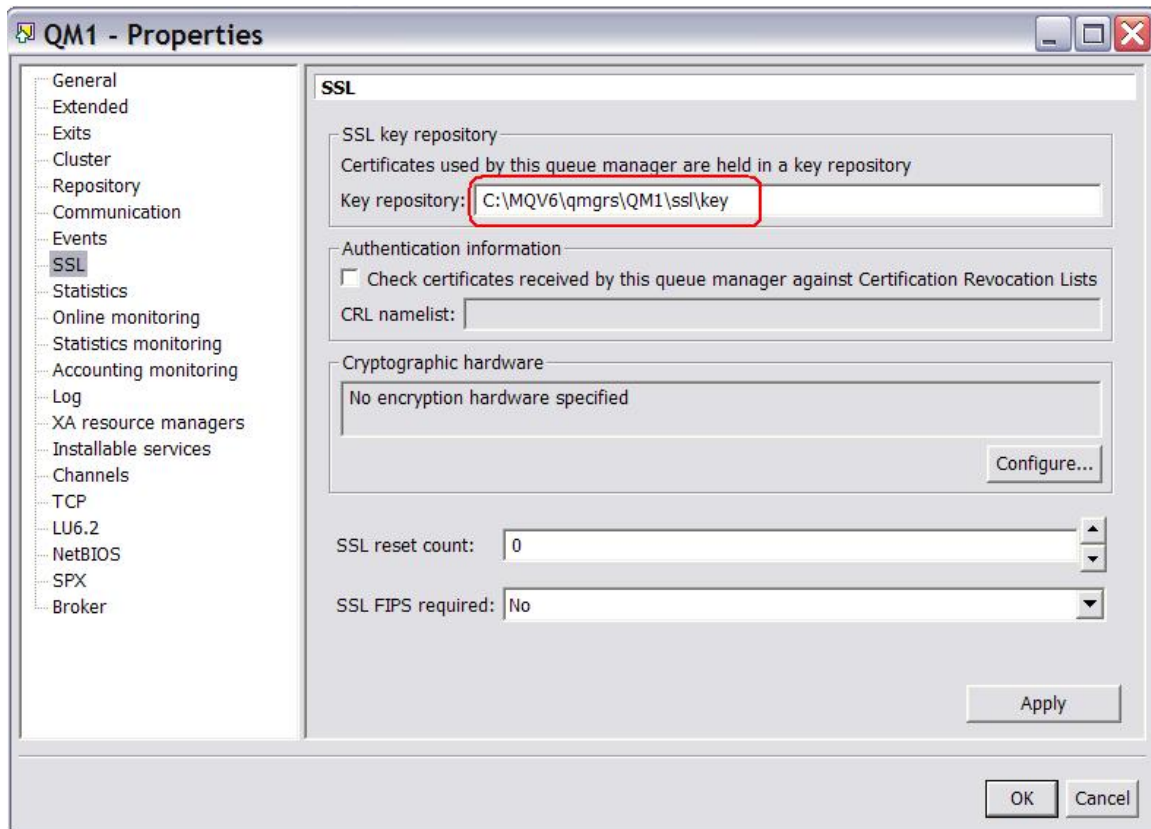 QM1 - Properties
General
Extended
Exits
Cluster
Repository
Communication
Events
SSL
Statistics
Online monitoring
Statistics monitoring
Accounting monitoring
Log
XA resource managers
Installable services
Channels
TCP
LU6.2
NetBIOS
SPX
Broker
SSL
SSL key repository
Certificates used by this queue manager are held in a key repository
Key repository: C:\MQV6\qmgrs\QM1\ssl\key
Authentication information
Check certificates received by this queue manager against Certification Revocation Lists
CRL namelist:
Cryptographic hardware
No encryption hardware specified
Configure...
SSL reset count: 0
SSL FIPS required: No
Apply
OK Cancel